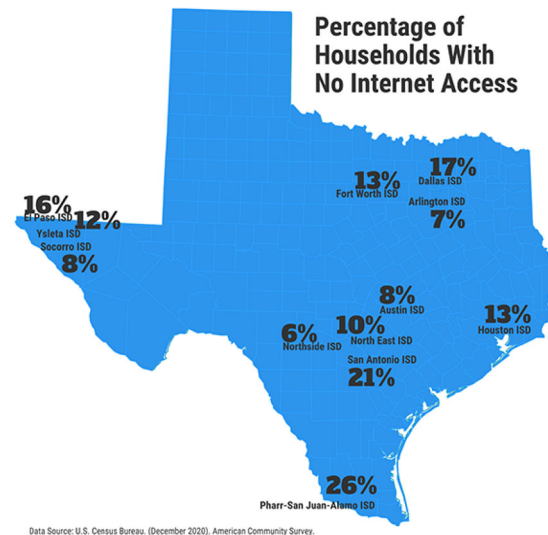 Percentage of
Households With
No Internet Access
17%
Dallas ISD
13%
Fort Worth ISD
Arlington ISD
7%
16%
El Paso ISD
12%
Ysleta ISD
Socorro ISD
8%
8%
Austin ISD
13%
Houston ISD
10%
North East ISD
6%
Northside ISD
San Antonio ISD
21%
26%
Pharr-San Juan-Alamo ISD
Data Source: U.S. Census Bureau. (December 2020). American Community Survey.